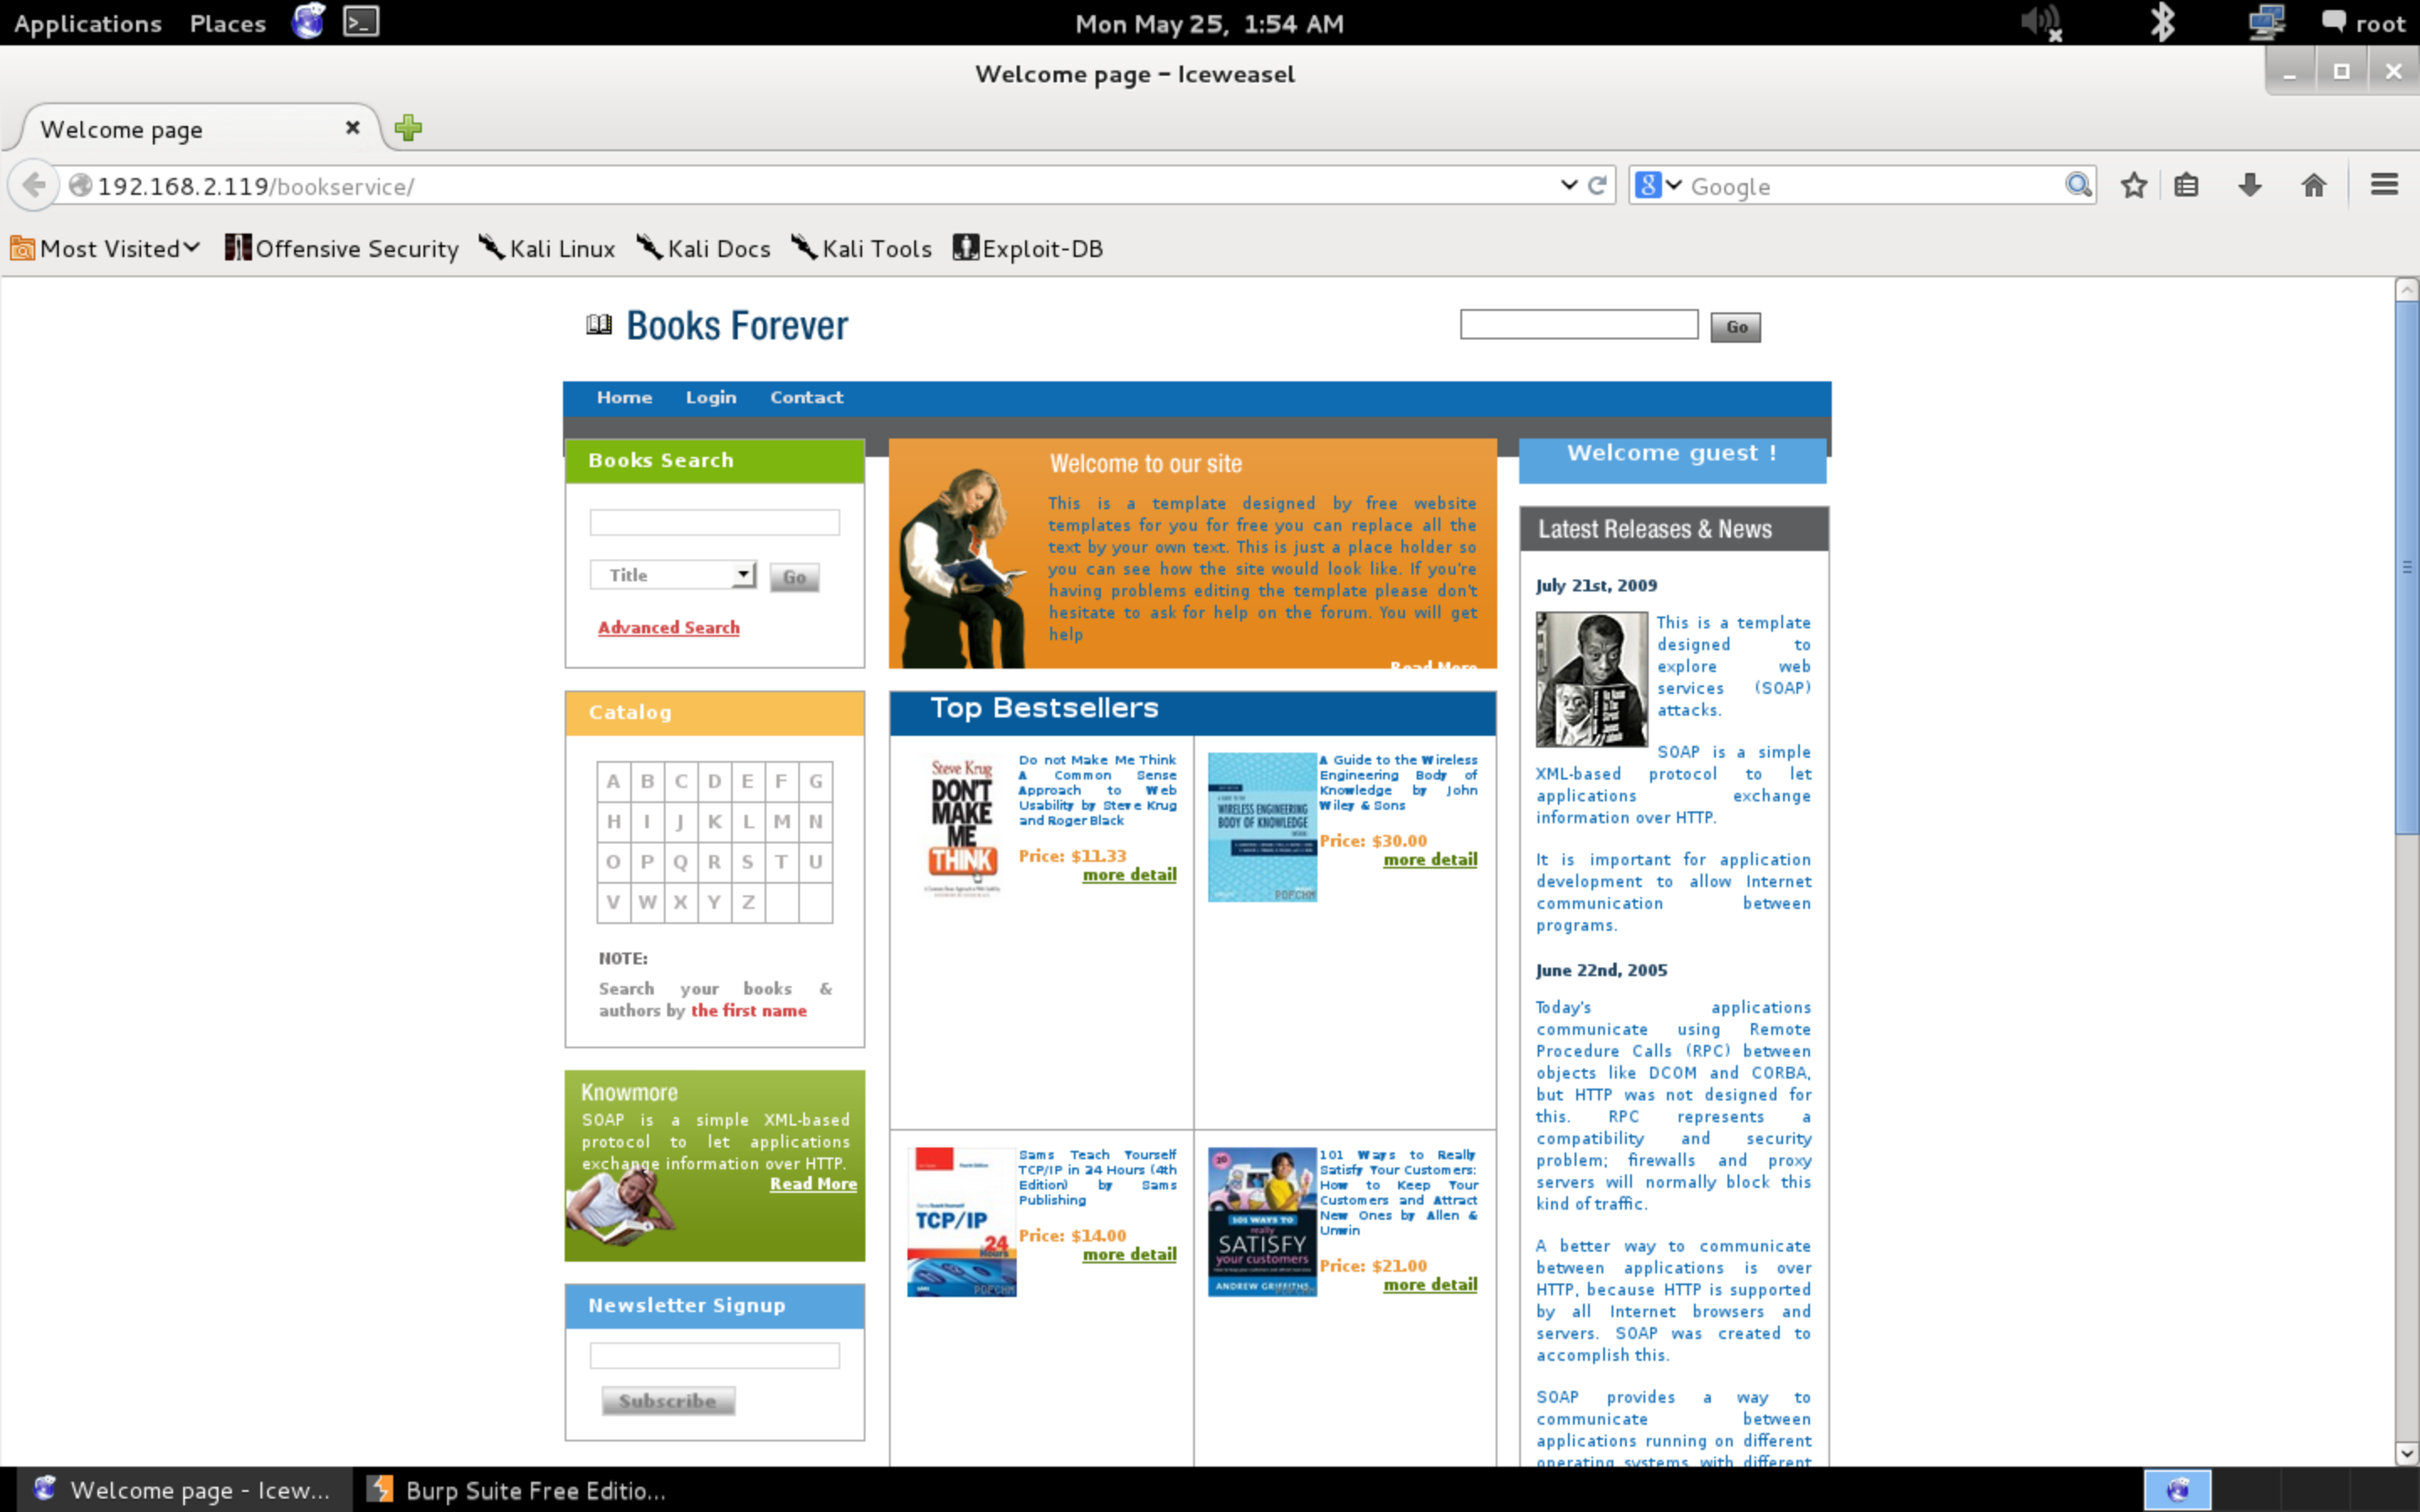 Applications Places Mon May 25, 1:54 AM root
Welcome page – Iceweasel
Welcome page
192.168.2.119/bookservice/
Google
Most Visited Offensive Security Kali Linux Kali Docs Kali Tools Exploit-DB
Books Forever
Go
Home Login Contact
Books Search
Title Go
Advanced Search
Catalog
A B C D E F G
H I J K L M N
O P Q R S T U
V W X Y Z
NOTE:
Search your books &
authors by the first name
Knowmore
SOAP is a simple XML-based
protocol to let applications
exchange information over HTTP.
Read More
Newsletter Signup
Subscribe
Welcome to our site
This is a template designed by free website
templates for you for free you can replace all the
text by your own text. This is just a place holder so
you can see how the site would look like. If you're
having problems editing the template please don't
hesitate to ask for help on the forum. You will get
help
Read More
Top Bestsellers
Steve Krug
DON'T
MAKE
ME
THINK
Do not Make Me Think
A Common Sense
Approach to Web
Usability by Steve Krug
and Roger Black
Price: $11.33
more detail
WIRELESS ENGINEERING
BODY OF KNOWLEDGE
PDFCHM
A Guide to the Wireless
Engineering Body of
Knowledge by John
Wiley & Sons
Price: $30.00
more detail
TCP/IP
24
Hours
PDFCHM
Sams Teach Yourself
TCP/IP in 24 Hours (4th
Edition) by Sams
Publishing
Price: $14.00
more detail
101 WAYS TO
really
SATISFY
your customers
ANDREW GRIFFITHS
101 Ways to Really
Satisfy Your Customers:
How to Keep Your
Customers and Attract
New Ones by Allen &
Unwin
Price: $21.00
more detail
Welcome guest !
Latest Releases & News
July 21st, 2009
This is a template
designed to
explore web
services (SOAP)
attacks.
SOAP is a simple
XML-based protocol to let
applications exchange
information over HTTP.
It is important for application
development to allow Internet
communication between
programs.
June 22nd, 2005
Today's applications
communicate using Remote
Procedure Calls (RPC) between
objects like DCOM and CORBA,
but HTTP was not designed for
this. RPC represents a
compatibility and security
problem; firewalls and proxy
servers will normally block this
kind of traffic.
A better way to communicate
between applications is over
HTTP, because HTTP is supported
by all Internet browsers and
servers. SOAP was created to
accomplish this.
SOAP provides a way to
communicate between
applications running on different
operating systems with different
Welcome page - Icew... Burp Suite Free Editio...